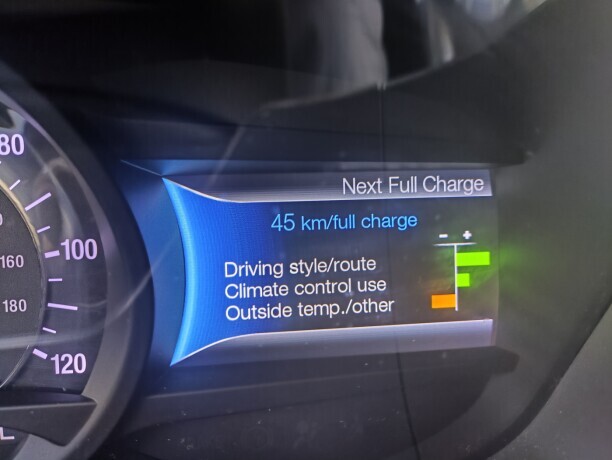 80
100
160
180
120
Next Full Charge
45 km/full charge
- +
Driving style/route
Climate control use
Outside temp./other